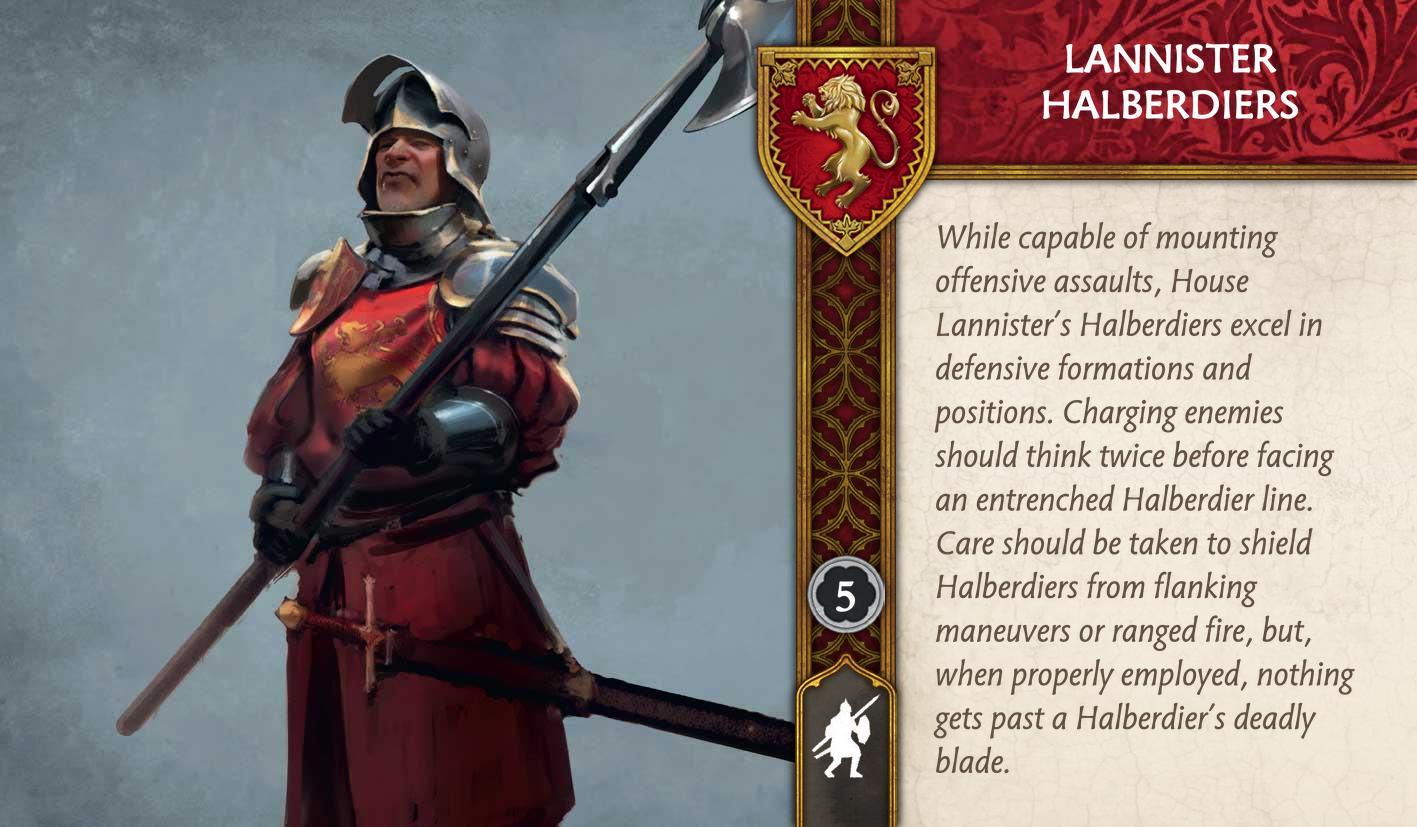 LANNISTER
HALBERDIERS
While capable of mounting
offensive assaults, House
Lannister’s Halberdiers excel in
defensive formations and
positions. Charging enemies
should think twice before facing
an entrenched Halberdier line.
Care should be taken to shield
Halberdiers from flanking
maneuvers or ranged fire, but,
when properly employed, nothing
gets past a Halberdier’s deadly
blade.
5